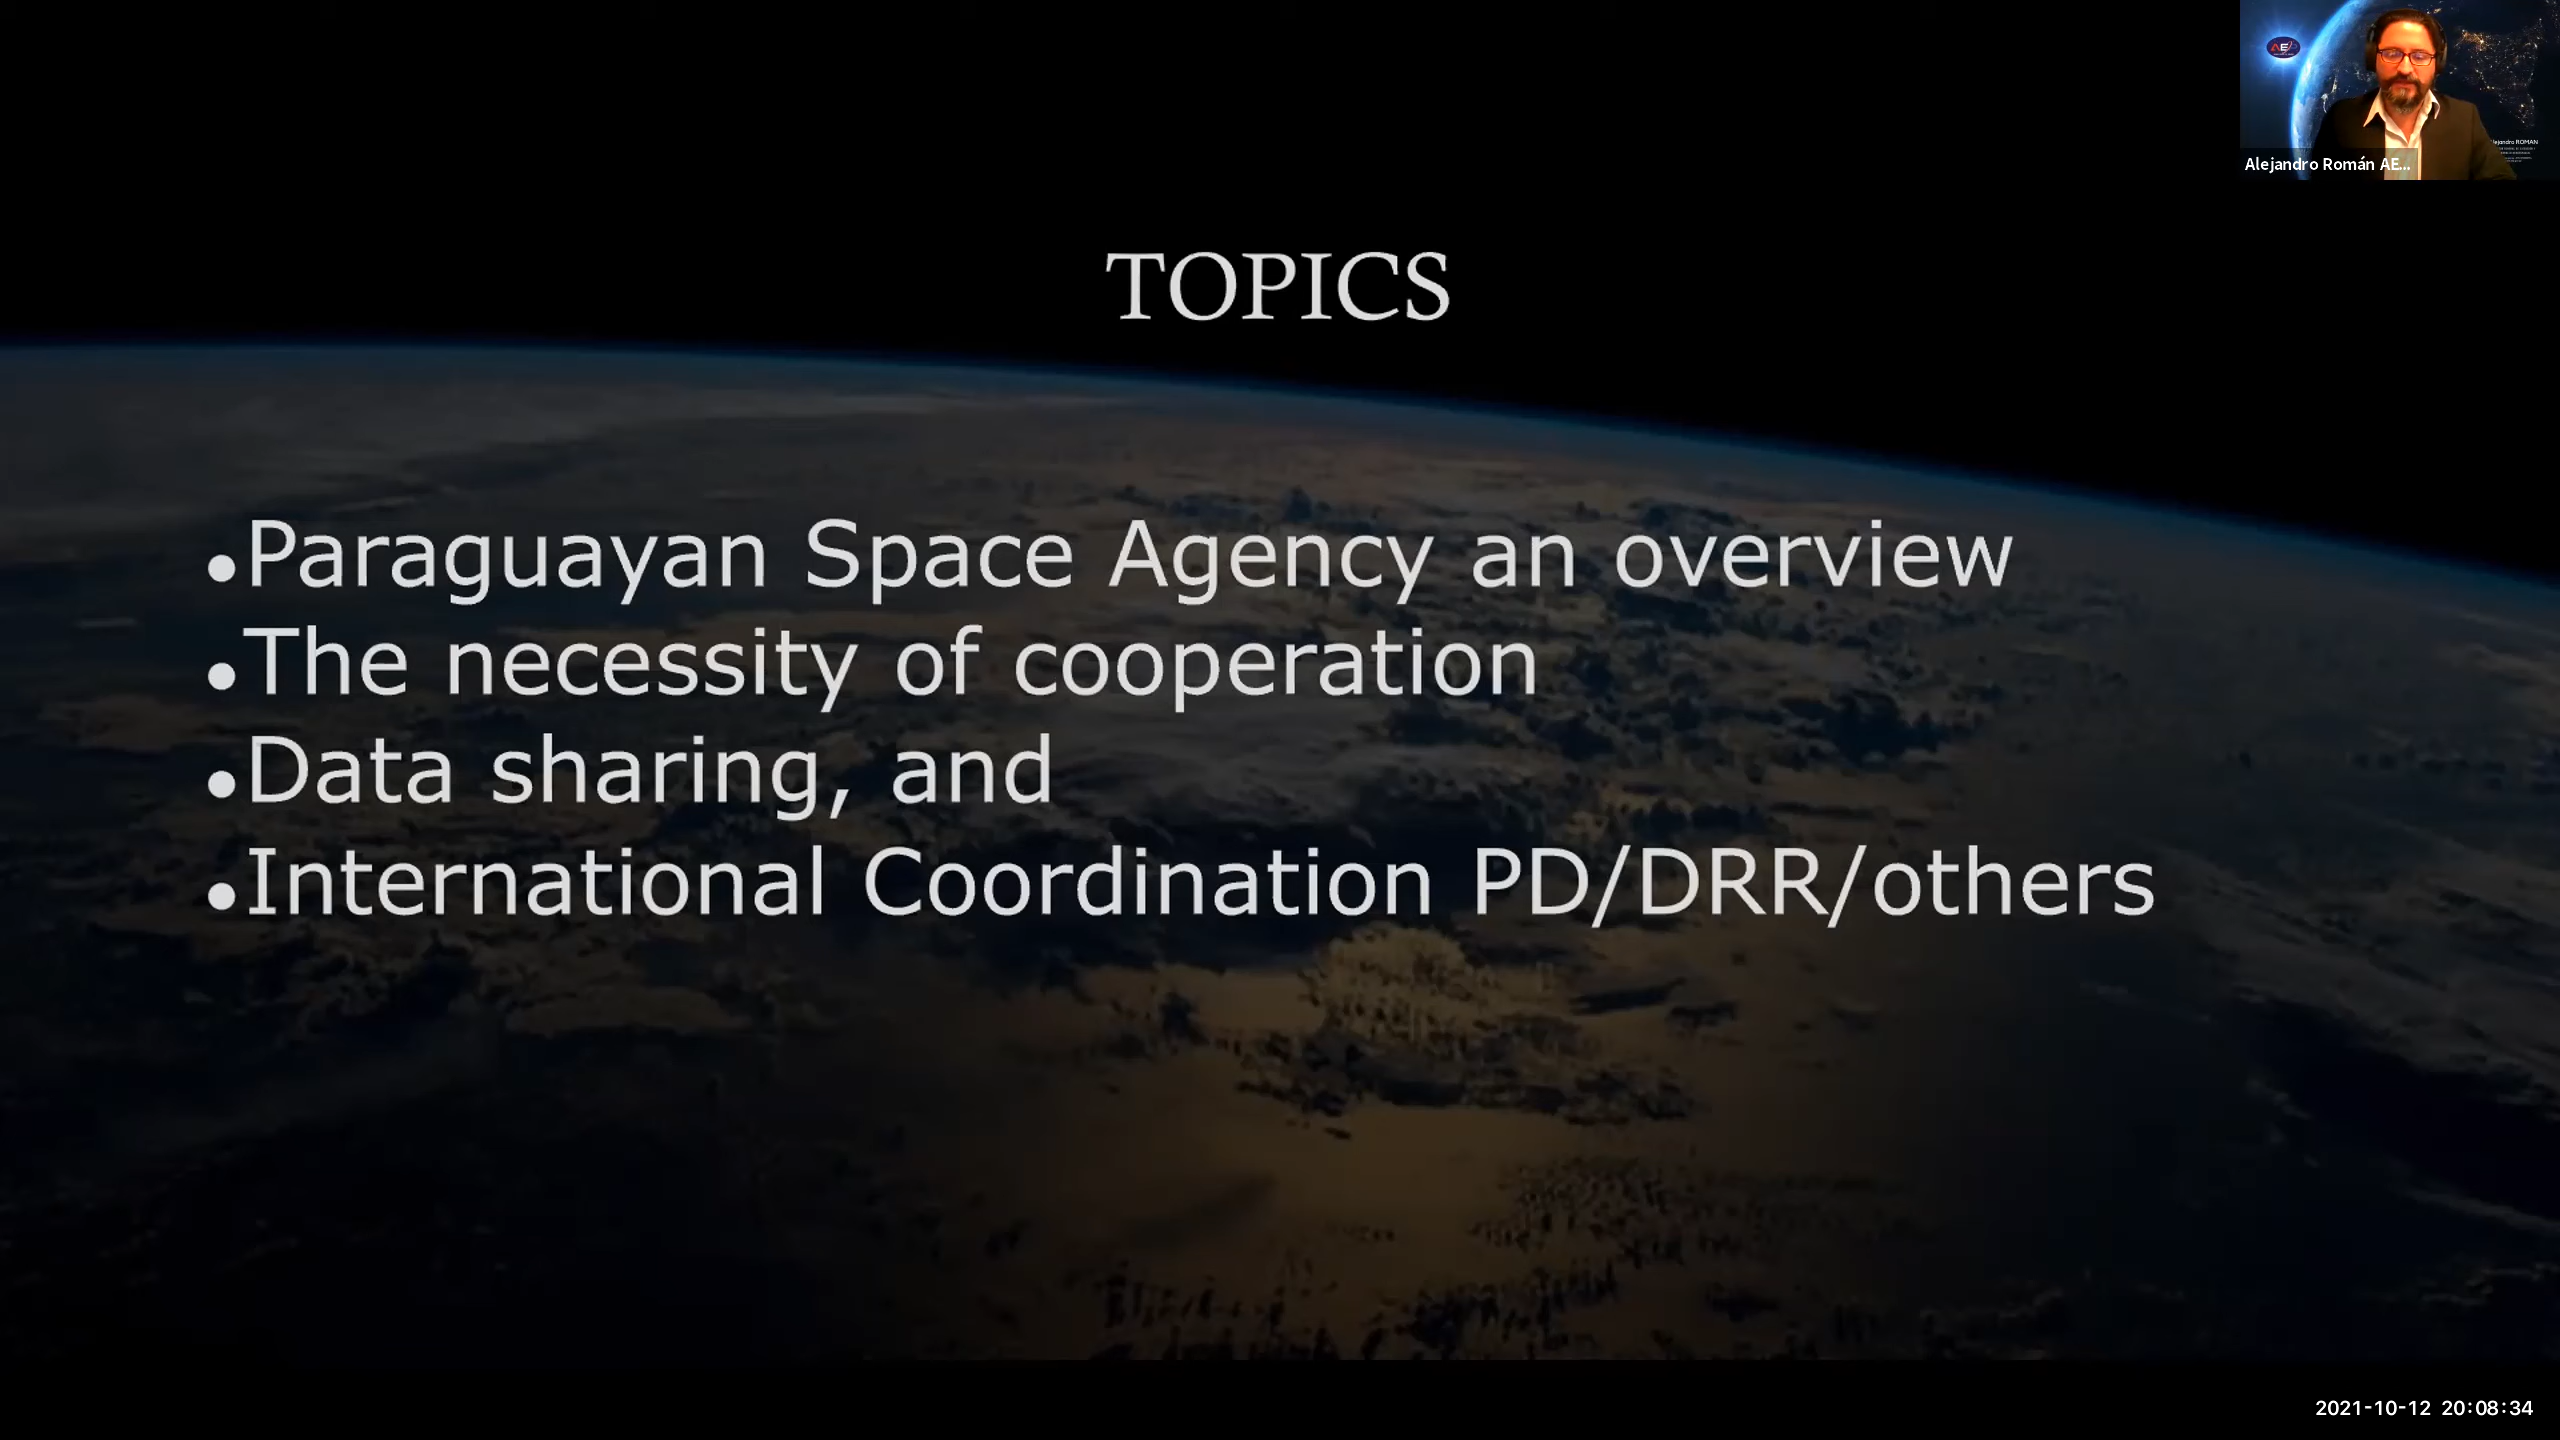 AE
Alejandro Román AE...
TOPICS
•Paraguayan Space Agency an overview
•The necessity of cooperation
•Data sharing, and
•International Coordination PD/DRR/others
2021-10-12 20:08:34